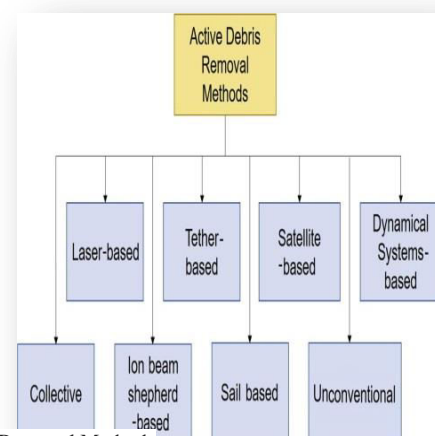 Active Debris
Removal
Methods
Laser-based
Tether-
based
Satellite
-based
Dynamical
Systems-
based
Collective
Ion beam
shepherd
-based
Sail based
Unconventional